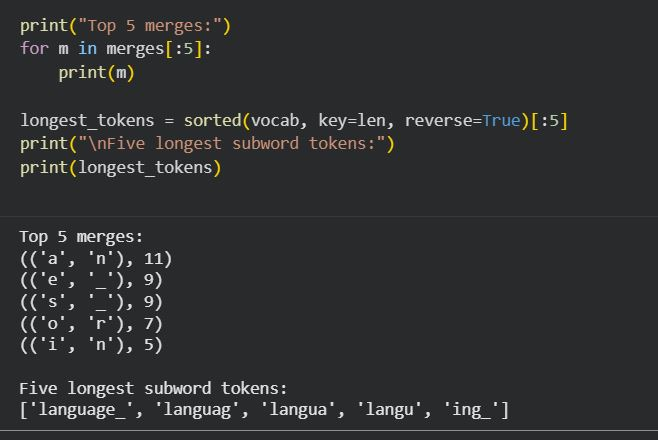 print("Top 5 merges:")
for m in merges[:5]:
    print(m)
longest_tokens = sorted(vocab, key=len, reverse=True)[:5]
print("\nFive longest subword tokens:")
print(longest_tokens)
Top 5 merges:
(('a', 'n'), 11)
(('e', '_'), 9)
(('s', '_'), 9)
(('o', 'r'), 7)
(('i', 'n'), 5)
Five longest subword tokens:
['language_', 'languag', 'langua', 'langu', 'ing_']